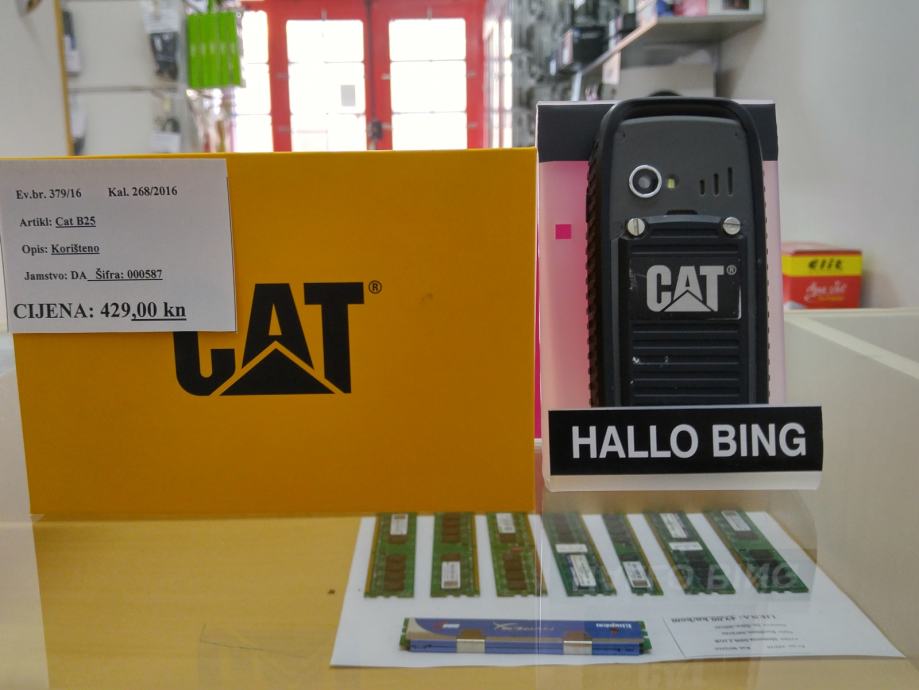 Ev.br. 379/16 Kal. 268/2016
Artikl: Cat B25
Opis: Korišteno
Jamstvo: DA Šifra: 000587
CIJENA: 429,00 kn
CAT®
CAT®
HALLO BING
Kingston